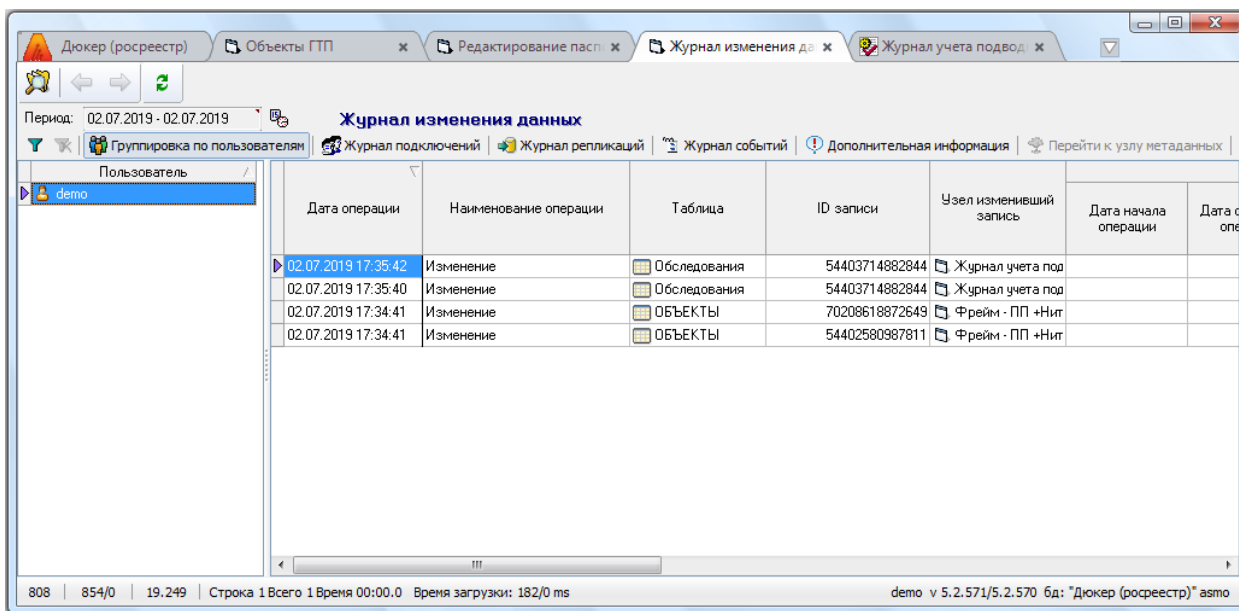 Дюкер (росреестр) Объекты ГТП Редактирование пасп Журнал изменения да Журнал учета подвод
Период: 02.07.2019 - 02.07.2019 Журнал изменения данных
Группировка по пользователям Журнал подключений Журнал репликаций Журнал событий Дополнительная информация Перейти к узлу метаданных
Пользователь
demo
Дата операции Наименование операции Таблица ID записи Узел изменивший запись Дата начала операции Дата
02.07.2019 17:35:42 Изменение Обследования 54403714882844 Журнал учета под
02.07.2019 17:35:40 Изменение Обследования 54403714882844 Журнал учета под
02.07.2019 17:34:41 Изменение ОБЪЕКТЫ 70208618872649 Фрейм - ПП +Нит
02.07.2019 17:34:41 Изменение ОБЪЕКТЫ 54402580987811 Фрейм - ПП +Нит
808 854/0 19.249 Строка 1 Всего 1 Время 00:00.0 Время загрузки: 182/0 ms demo v 5.2.571/5.2.570 бд: "Дюкер (росреестр)" asmo